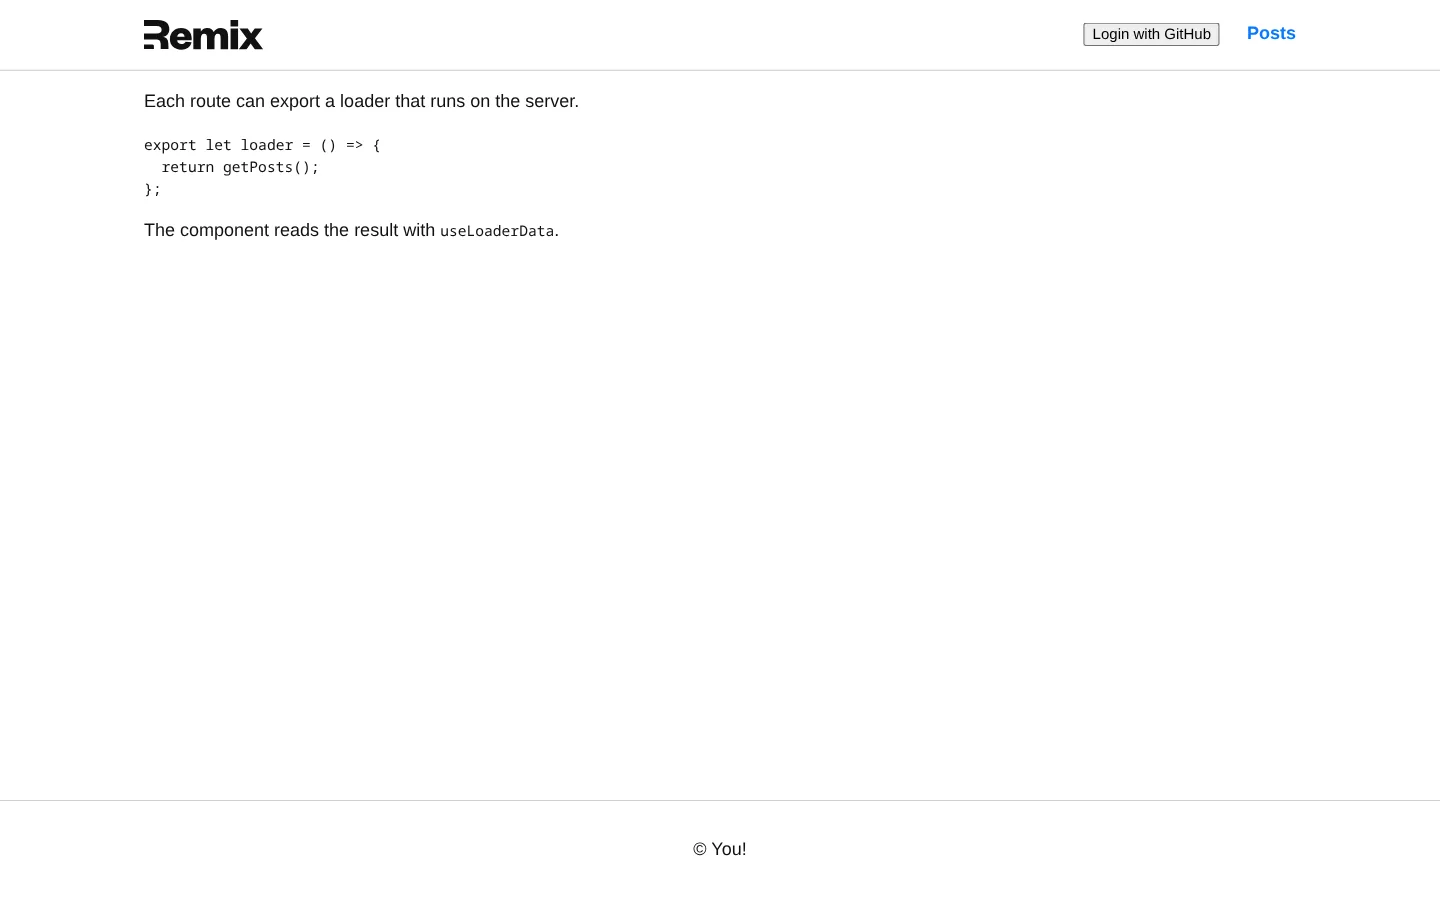 Remix
Login with GitHub
Posts
Each route can export a loader that runs on the server.
export let loader = () => {
  return getPosts();
};
The component reads the result with useLoaderData.
© You!